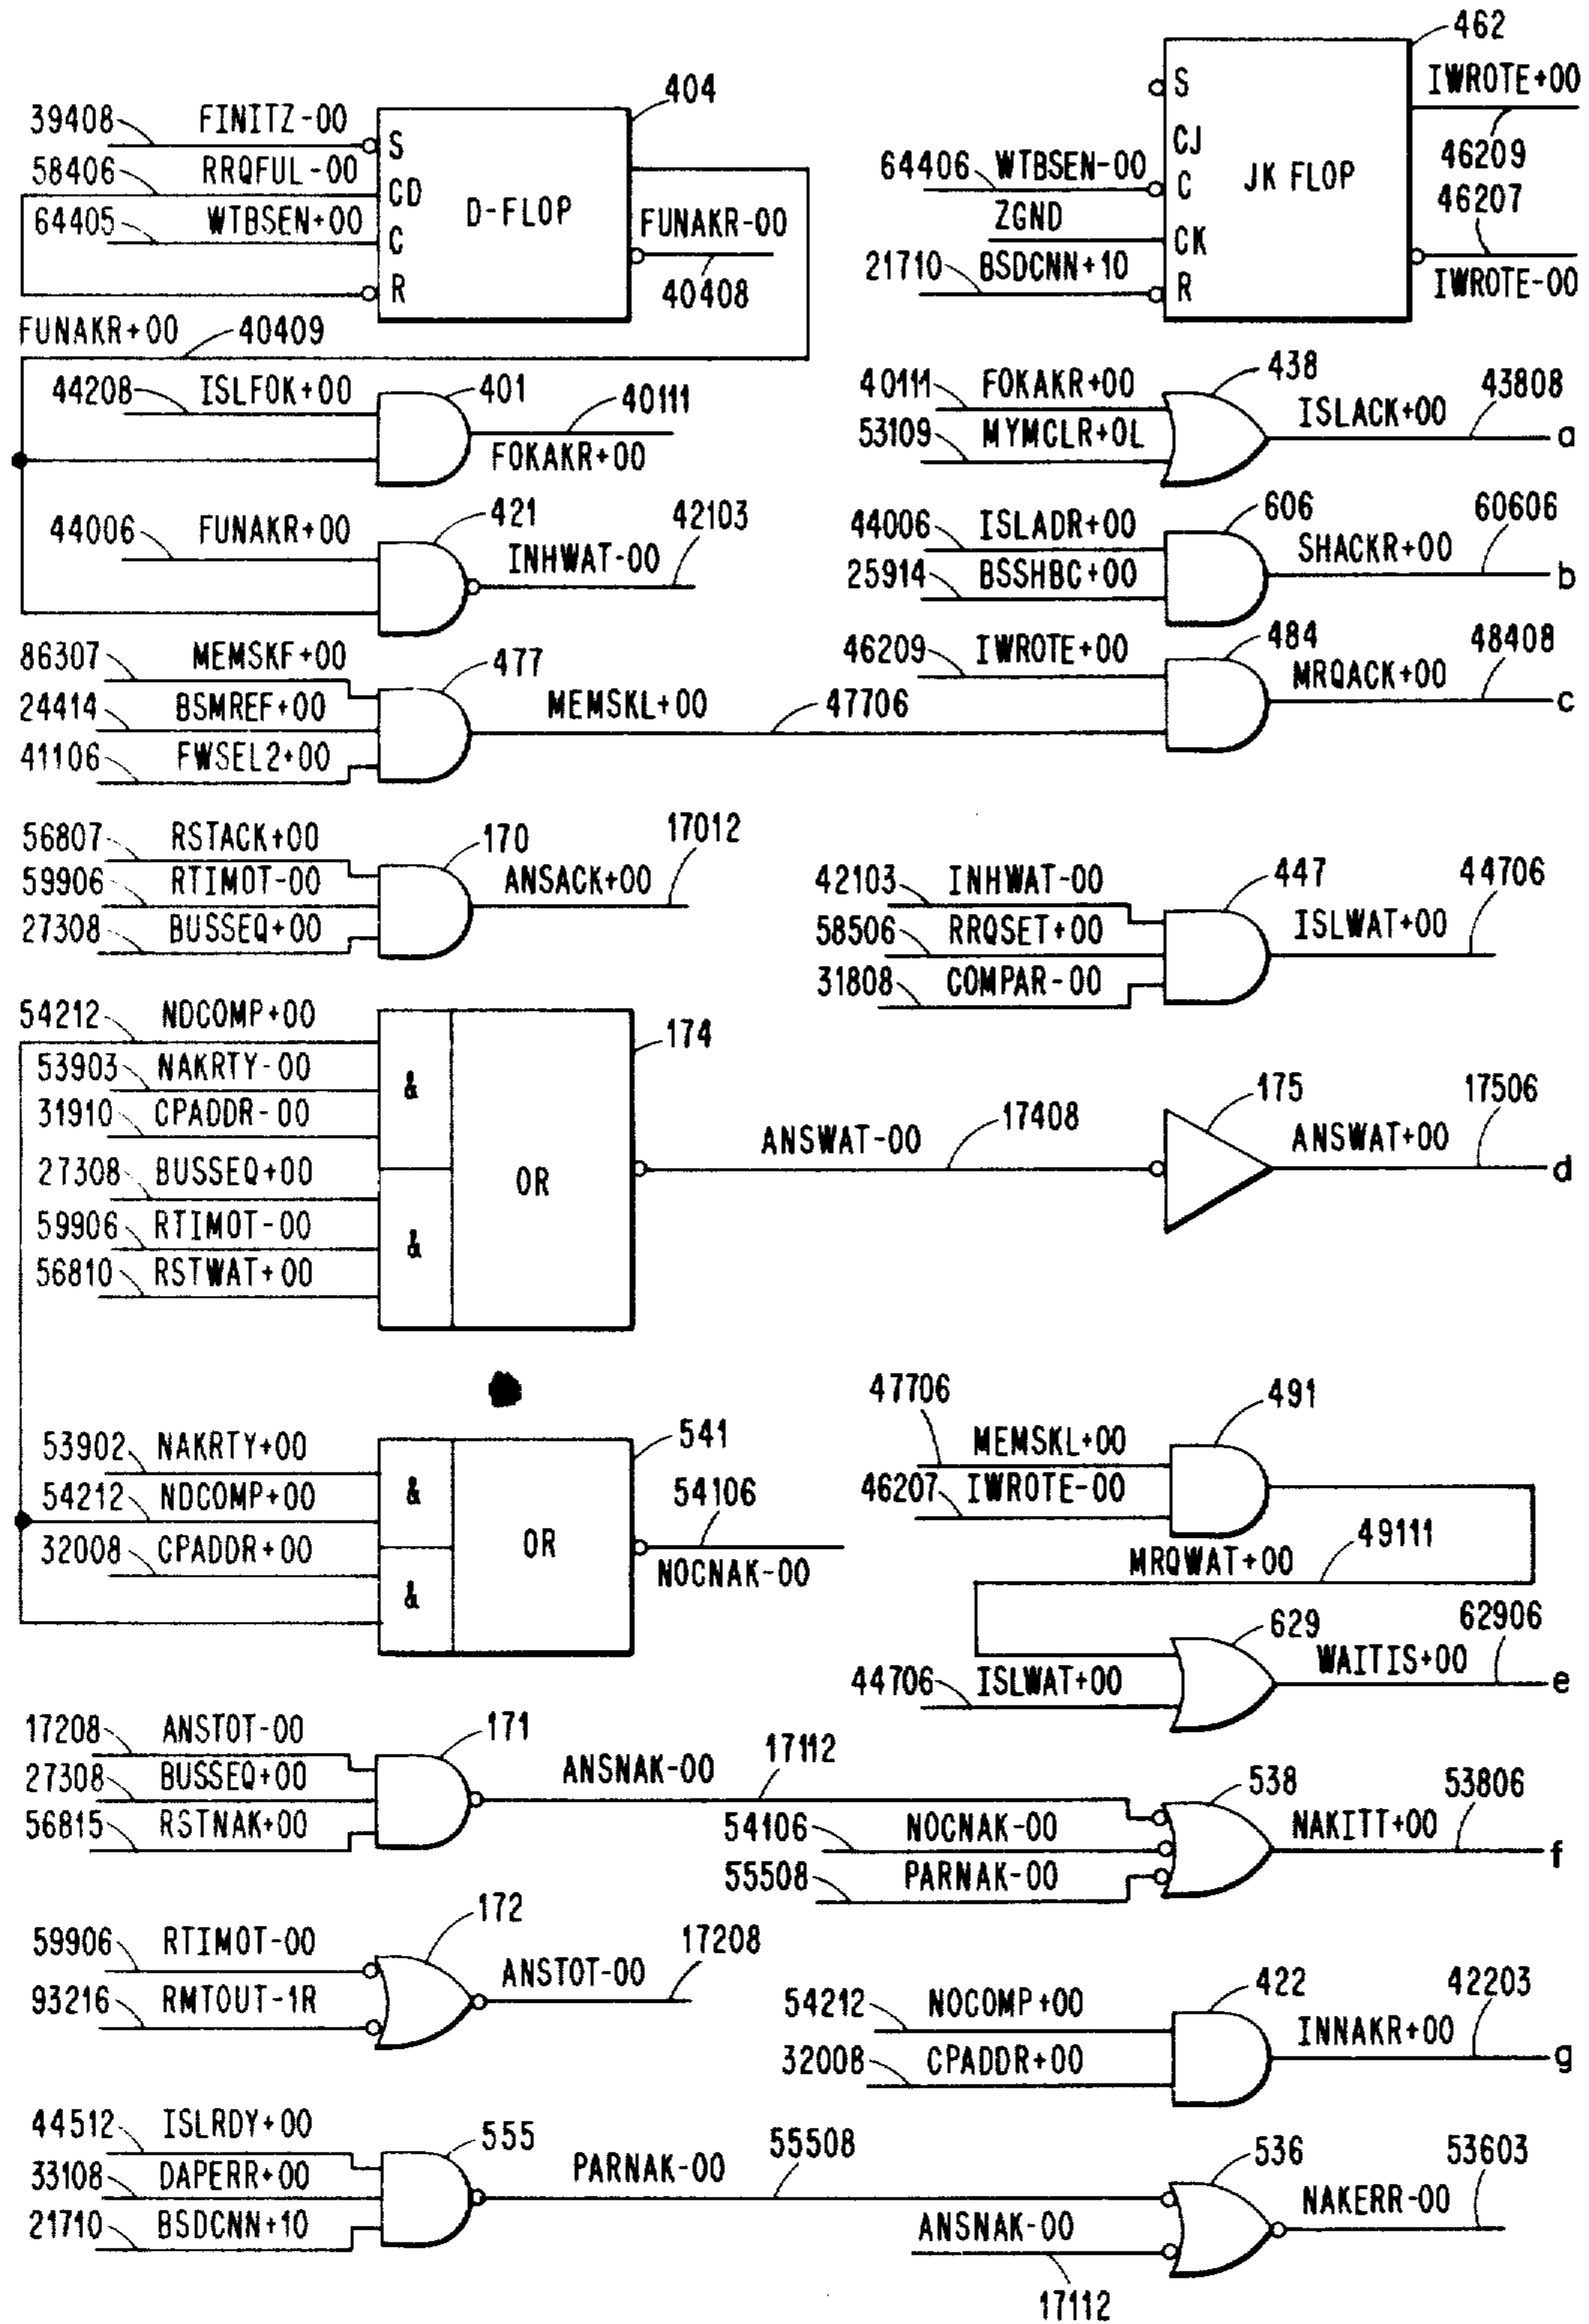 462
IWROTE+00
S
46209
CJ
64406 WTBSEN-00
C
JK FLOP
46207
ZGND
CK
21710 BSDCNN+10
R
IWROTE-00
404
39408 FINITZ-00
S
58406 RRQFUL-00
CD
64405 WTBSEN+00
C
D-FLOP
FUNAKR-00
40408
R
FUNAKR+00 40409
44208 ISLFOK+00
401
40111
FOKAKR+00
40111 FOKAKR+00
438
43808
53109 MYMCLR+0L
ISLACK+00
a
44006 FUNAKR+00
421
42103
INHWAT-00
44006 ISLADR+00
606
60606
25914 BSSHBC+00
SHACKR+00
b
86307 MEMSKF+00
477
24414 BSMREF+00
MEMSKL+00 47706
41106 FWSEL2+00
46209 IWROTE+00
484
48408
MRQACK+00
c
56807 RSTACK+00
170
17012
59906 RTIMOT-00
ANSACK+00
27308 BUSSEQ+00
42103 INHWAT-00
447
44706
58506 RRQSET+00
ISLWAT+00
31808 COMPAR-00
54212 NDCOMP+00
174
53903 NAKRTY-00
&
31910 CPADDR-00
27308 BUSSEQ+00
OR
59906 RTIMOT-00
&
56810 RSTWAT+00
ANSWAT-00
17408
175
17506
ANSWAT+00
d
53902 NAKRTY+00
541
54212 NDCOMP+00
&
54106
32008 CPADDR+00
OR
&
NOCNAK-00
47706
491
MEMSKL+00
46207 IWROTE-00
MRQWAT+00
49111
629
62906
44706 ISLWAT+00
WAITIS+00
e
17208 ANSTOT-00
171
17112
27308 BUSSEQ+00
ANSNAK-00
56815 RSTNAK+00
538
53806
54106 NOCNAK-00
NAKITT+00
f
55508 PARNAK-00
172
59906 RTIMOT-00
17208
93216 RMTOUT-1R
ANSTOT-00
54212 NOCOMP+00
422
42203
32008 CPADDR+00
INNAKR+00
g
44512 ISLRDY+00
555
55508
33108 DAPERR+00
PARNAK-00
21710 BSDCNN+10
536
53603
ANSNAK-00
NAKERR-00
17112